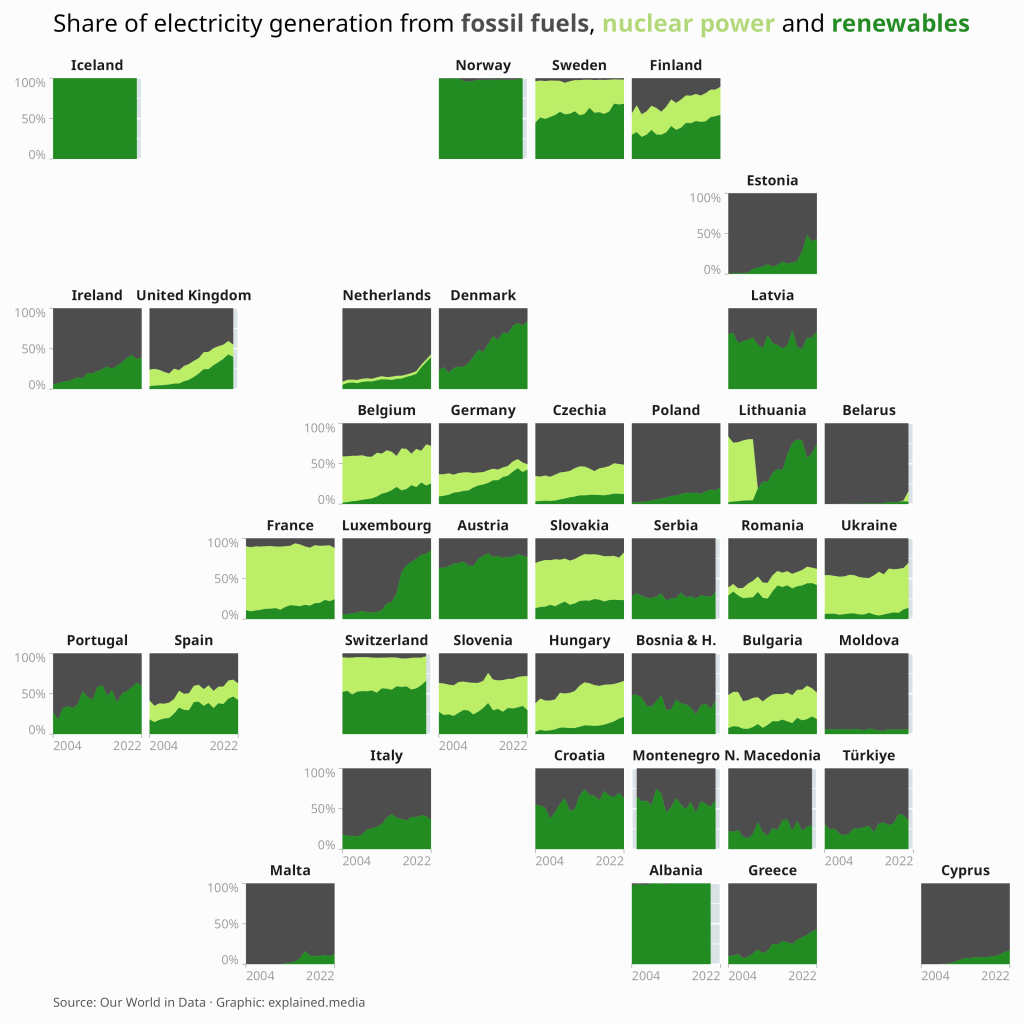 Share of electricity generation from fossil fuels, nuclear power and renewables
Iceland Norway Sweden Finland
100%
50%
0%
Estonia
100%
50%
0%
Ireland United Kingdom Netherlands Denmark Latvia
100%
50%
0%
Belgium Germany Czechia Poland Lithuania Belarus
100%
50%
0%
France Luxembourg Austria Slovakia Serbia Romania Ukraine
100%
50%
0%
Portugal Spain Switzerland Slovenia Hungary Bosnia & H. Bulgaria Moldova
100%
50%
0%
2004 2022 2004 2022 2004 2022
Italy Croatia Montenegro N. Macedonia Türkiye
100%
50%
0%
2004 2022 2004 2022 2004 2022
Malta Albania Greece Cyprus
100%
50%
0%
2004 2022 2004 2022 2004 2022 2004 2022
Source: Our World in Data · Graphic: explained.media